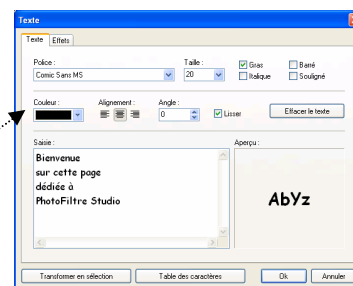 Texte
Texte Effets
Police : Taille :
Comic Sans MS 20 Gras Barré
Italique Souligné
Couleur : Alignement : Angle :
0 Lisser Effacer le texte
Saisie : Aperçu :
Bienvenue
sur cette page
dédiée à
PhotoFiltre Studio
AbYz
Transformer en sélection Table des caractères Ok Annuler